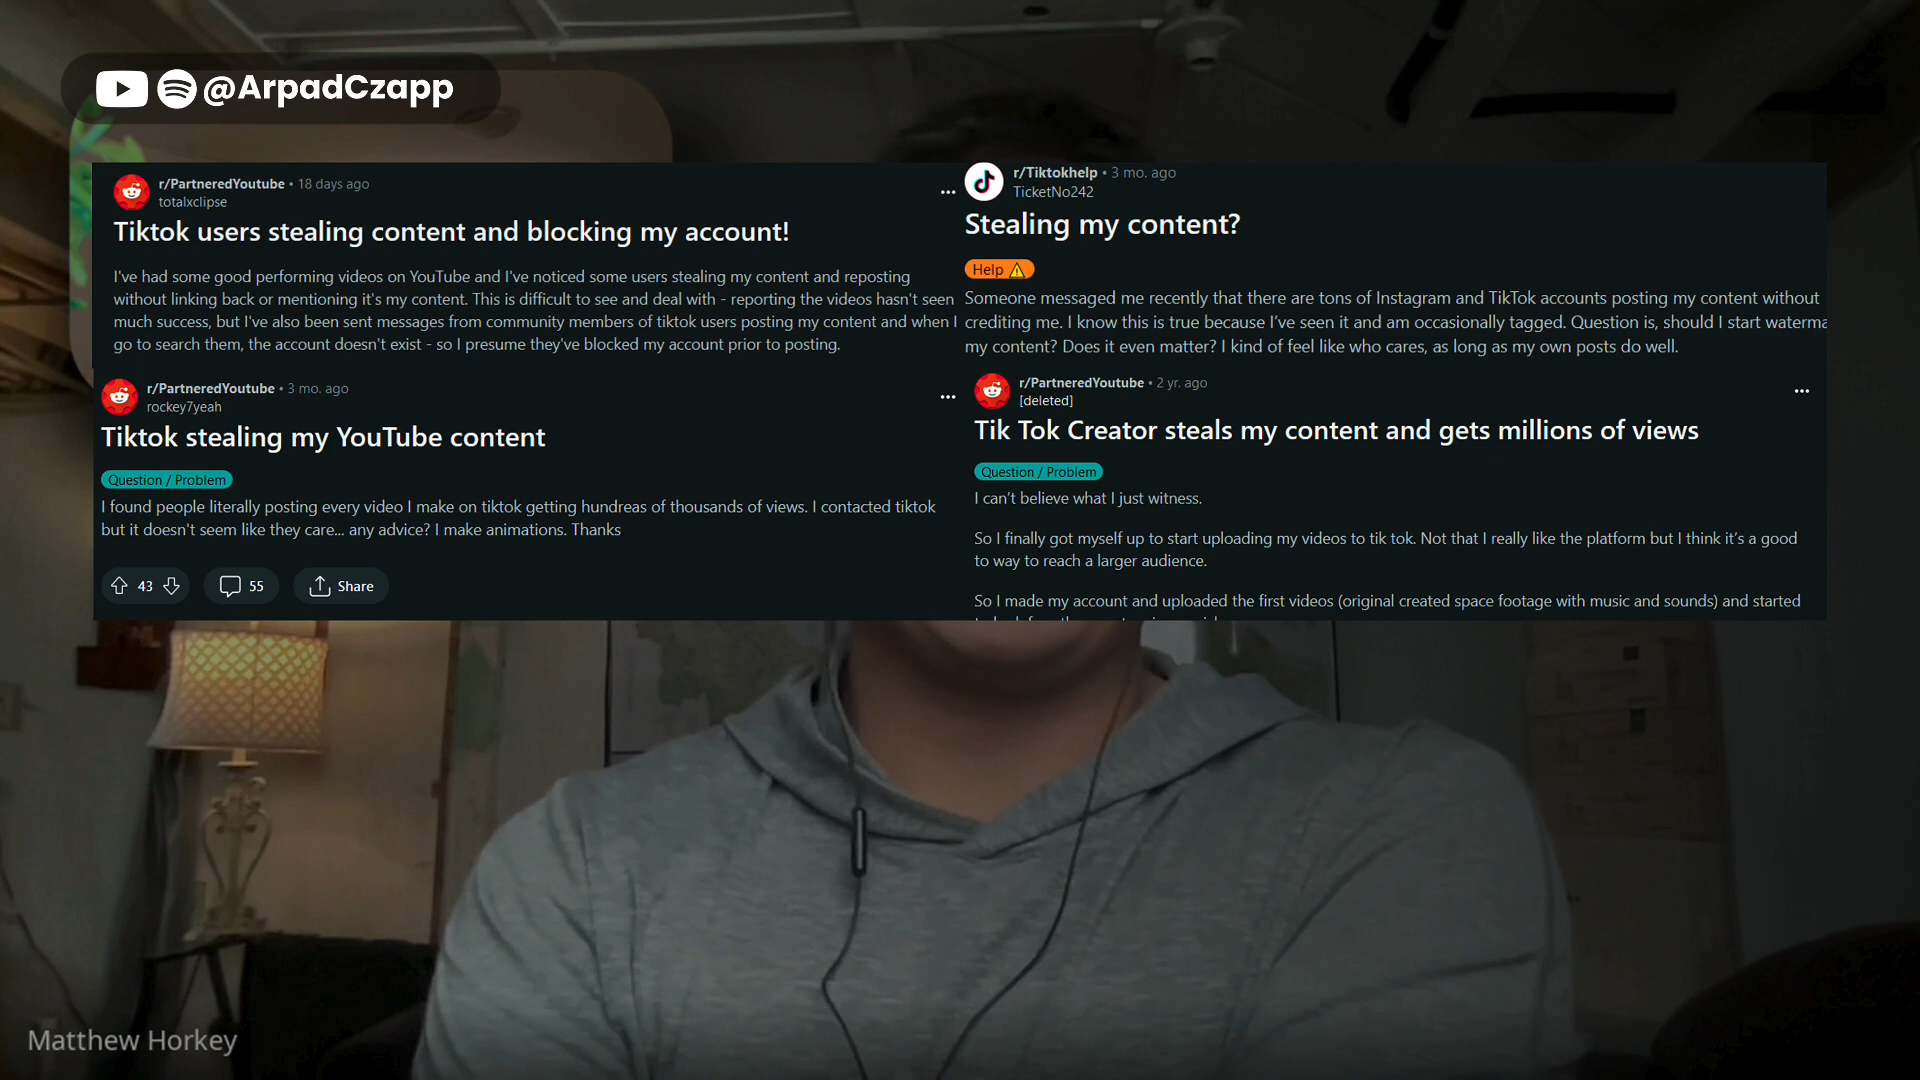 @ArpadCzapp
r/PartneredYoutube • 18 days ago
totalxclipse
Tiktok users stealing content and blocking my account!
I've had some good performing videos on YouTube and I've noticed some users stealing my content and reposting
without linking back or mentioning it's my content. This is difficult to see and deal with - reporting the videos hasn't seen
much success, but I've also been sent messages from community members of tiktok users posting my content and when I
go to search them, the account doesn't exist - so I presume they've blocked my account prior to posting.
r/Tiktokhelp • 3 mo. ago
TicketNo242
Stealing my content?
Help
Someone messaged me recently that there are tons of Instagram and TikTok accounts posting my content without
crediting me. I know this is true because I've seen it and am occasionally tagged. Question is, should I start waterma
my content? Does it even matter? I kind of feel like who cares, as long as my own posts do well.
r/PartneredYoutube • 3 mo. ago
rockey7yeah
Tiktok stealing my YouTube content
Question / Problem
I found people literally posting every video I make on tiktok getting hundreas of thousands of views. I contacted tiktok
but it doesn't seem like they care... any advice? I make animations. Thanks
43
55
Share
r/PartneredYoutube • 2 yr. ago
[deleted]
Tik Tok Creator steals my content and gets millions of views
Question / Problem
I can't believe what I just witness.
So I finally got myself up to start uploading my videos to tik tok. Not that I really like the platform but I think it's a good
to way to reach a larger audience.
So I made my account and uploaded the first videos (original created space footage with music and sounds) and started
Matthew Horkey